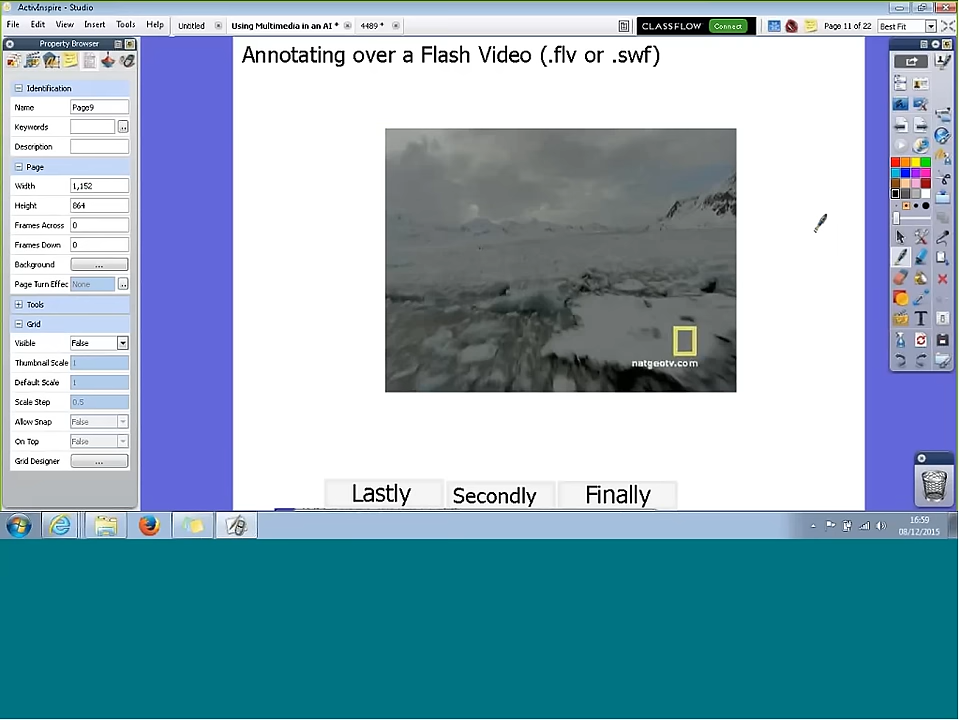 ActivInspire - Studio
File Edit View Insert Tools Help Untitled Using Multimedia in an AI * 4489 * CLASSFLOW Connect Page 11 of 22 Best Fit
Property Browser
Identification
Name Page9
Keywords ..
Description
Page
Width 1,152
Height 864
Frames Across 0
Frames Down 0
Background ...
Page Turn Effec None ..
Tools
Grid
Visible False
Thumbnail Scale 1
Default Scale 1
Scale Step 0.5
Allow Snap False
On Top False
Grid Designer ...
Annotating over a Flash Video (.flv or .swf)
natgeotv.com
Lastly Secondly Finally
16:59
08/12/2015